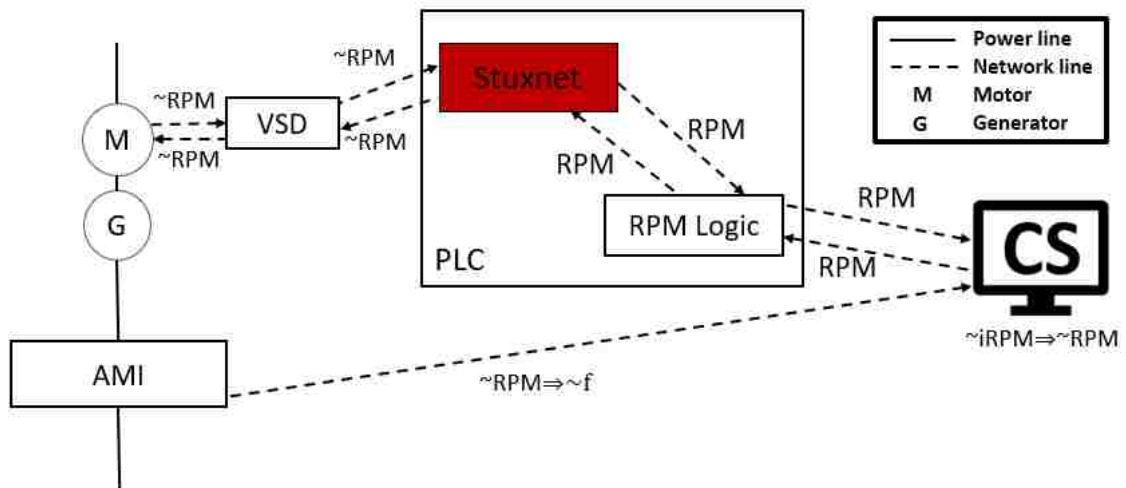 Power line
Network line
M Motor
G Generator
~RPM
Stuxnet
~RPM
VSD
~RPM
~RPM
M
RPM
RPM
G
RPM Logic
RPM
RPM
CS
PLC
~iRPM⇒~RPM
AMI
~RPM⇒~f